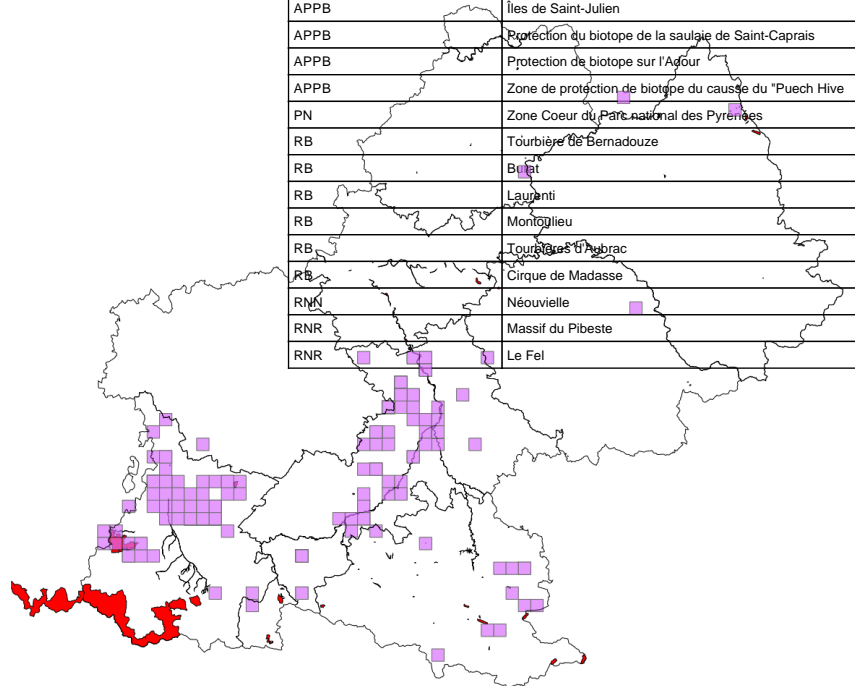 APPB Îles de Saint-Julien
APPB Protection du biotope de la saulaie de Saint-Caprais
APPB Protection de biotope sur l'Adour
APPB Zone de protection de biotope du causse du "Puech Hive
PN Zone Coeur du Parc national des Pyrénées
RB Tourbière de Bernadouze
RB Burat
RB Laurenti
RB Montoulieu
RB Tourbières d'Aubrac
RB Cirque de Madasse
RNN Néouvielle
RNR Massif du Pibeste
RNR Le Fel